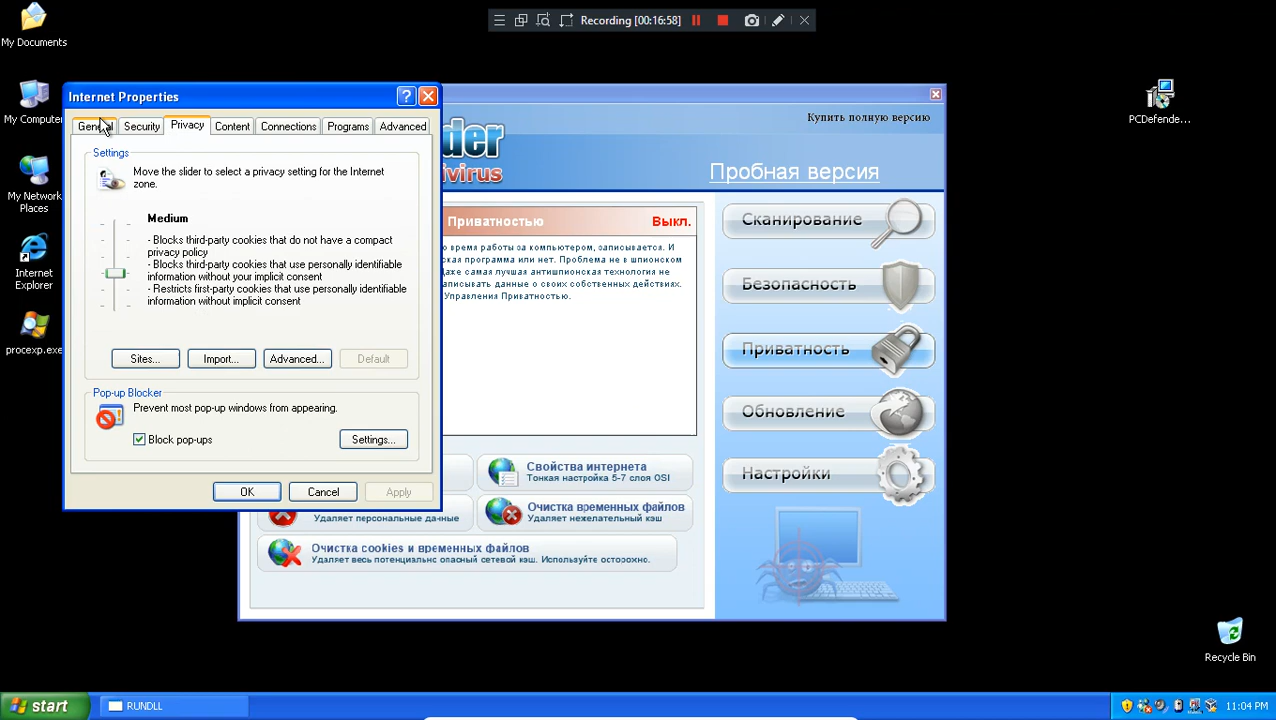 Recording [00:16:58]
My Documents
My Computer
My Network
Places
Internet
Explorer
procexp.exe
PCDefende...
Recycle Bin
Internet Properties
General
Security
Privacy
Content
Connections
Programs
Advanced
Settings
Move the slider to select a privacy setting for the Internet
zone.
Medium
- Blocks third-party cookies that do not have a compact
privacy policy
- Blocks third-party cookies that use personally identifiable
information without your implicit consent
- Restricts first-party cookies that use personally identifiable
information without implicit consent
Sites...
Import...
Advanced...
Default
Pop-up Blocker
Prevent most pop-up windows from appearing.
Block pop-ups
Settings...
OK
Cancel
Apply
der
ivirus
Купить полную версию
Пробная версия
Приватностью
Выкл.
о время работы за компьютером, записывается. И
ская программа или нет. Проблема не в шпионском
Даже самая лучшая антишпионская технология не
записывать данные о своих собственных действиях.
Управления Приватностью.
Сканирование
Безопасность
Приватность
Обновление
Настройки
Свойства интернета
Тонкая настройка 5-7 слоя OSI
Удаляет персональные данные
Очистка временных файлов
Удаляет нежелательный кэш
Очистка cookies и временных файлов
Удаляет весь потенциально опасный сетевой кэш. Используйте осторожно.
start
RUNDLL
11:04 PM